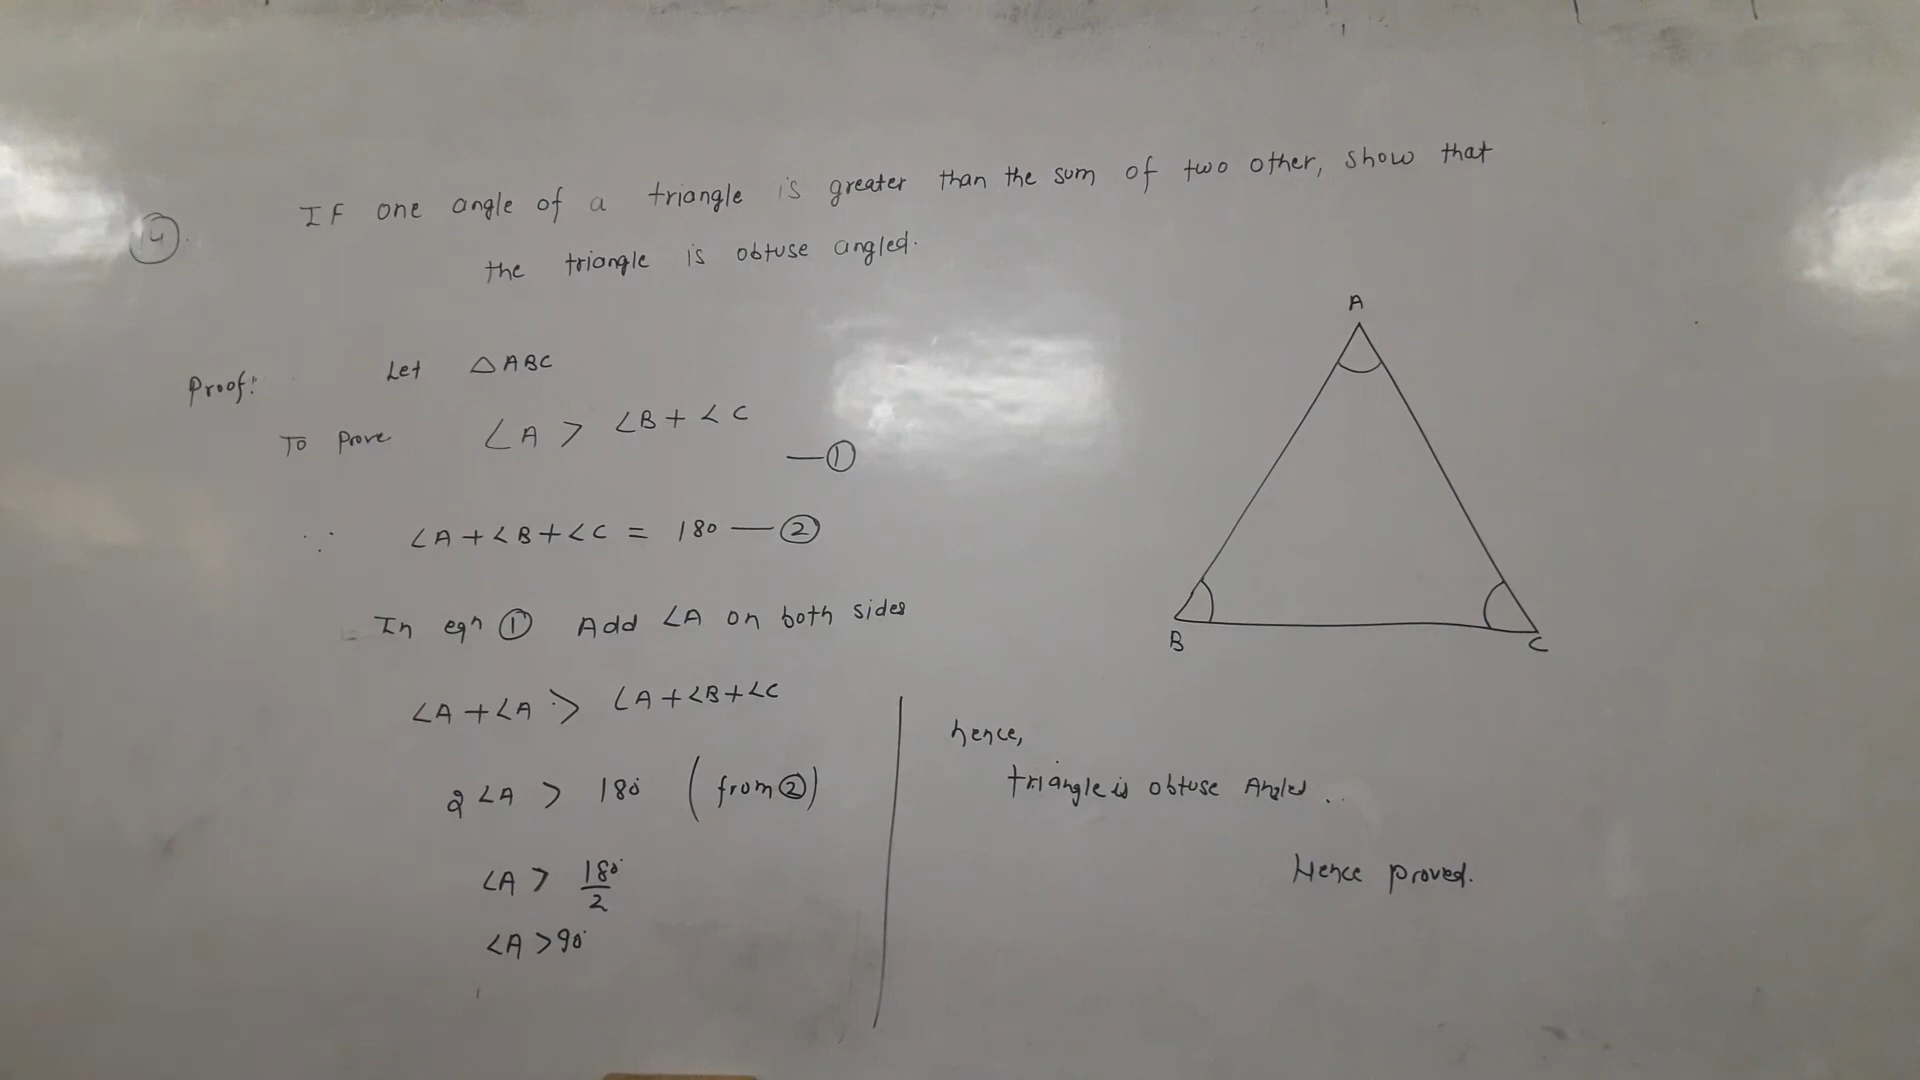 4.
IF one angle of a triangle is greater than the sum of two other, show that
the triangle is obtuse angled.
Proof:
Let △ABC
To Prove ∠A > ∠B + ∠C —①
∵ ∠A + ∠B + ∠C = 180 — ②
In eqn ① Add ∠A on both sides
∠A + ∠A > ∠A + ∠B + ∠C
2∠A > 180° (from ②)
∠A > 180°/2
∠A > 90°
hence,
triangle is obtuse Angled ..
Hence proved.
A
B
C